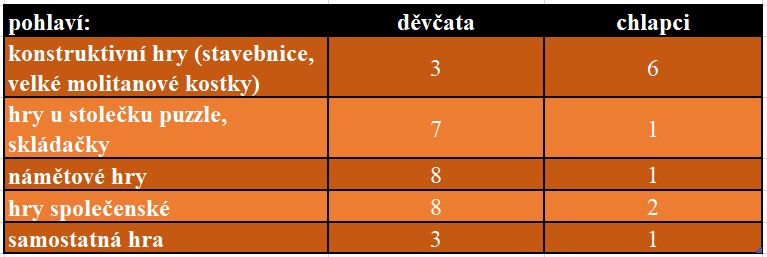 pohlaví: děvčata chlapci
konstruktivní hry (stavebnice,
velké molitanové kostky) 3 6
hry u stolečku puzzle,
skládačky 7 1
námětové hry 8 1
hry společenské 8 2
samostatná hra 3 1